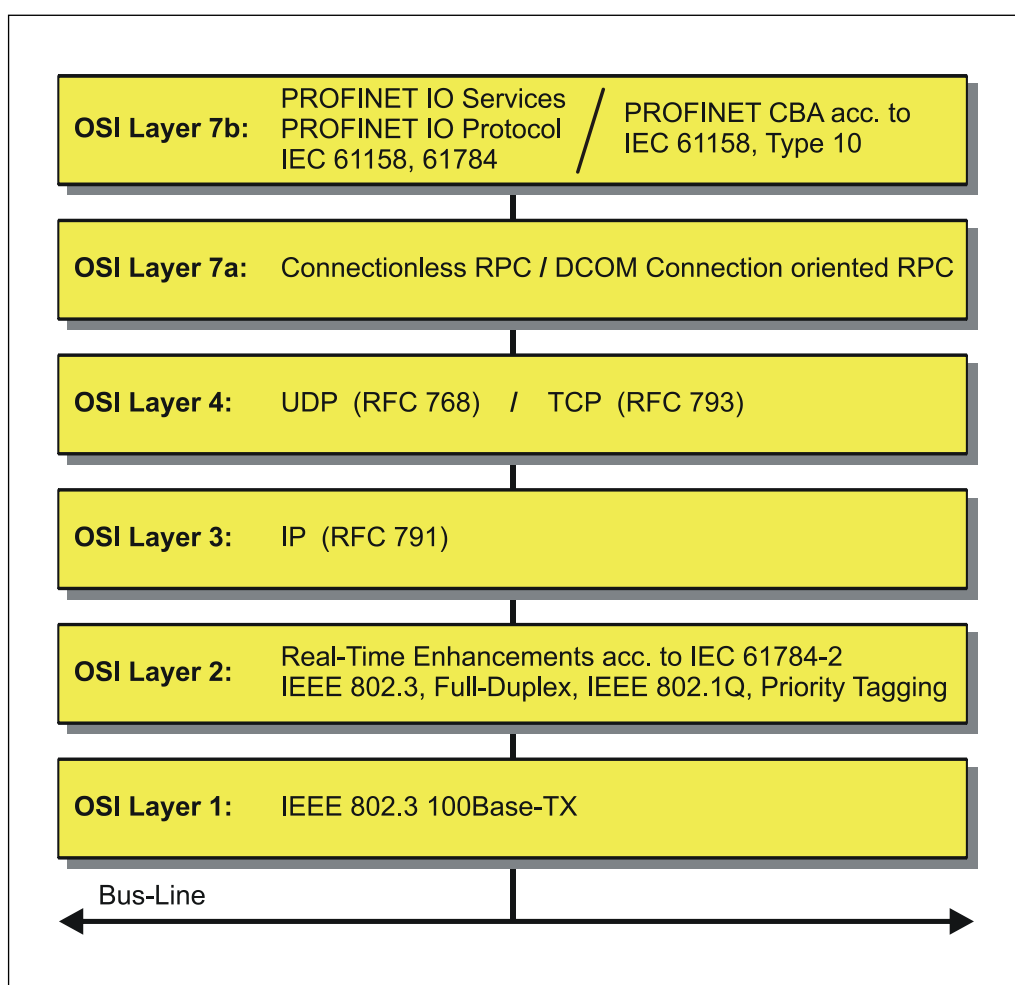 OSI Layer 7b:
PROFINET IO Services
PROFINET IO Protocol
IEC 61158, 61784
/
PROFINET CBA acc. to
IEC 61158, Type 10
OSI Layer 7a: Connectionless RPC / DCOM Connection oriented RPC
OSI Layer 4: UDP (RFC 768) / TCP (RFC 793)
OSI Layer 3: IP (RFC 791)
OSI Layer 2:
Real-Time Enhancements acc. to IEC 61784-2
IEEE 802.3, Full-Duplex, IEEE 802.1Q, Priority Tagging
OSI Layer 1: IEEE 802.3 100Base-TX
Bus-Line